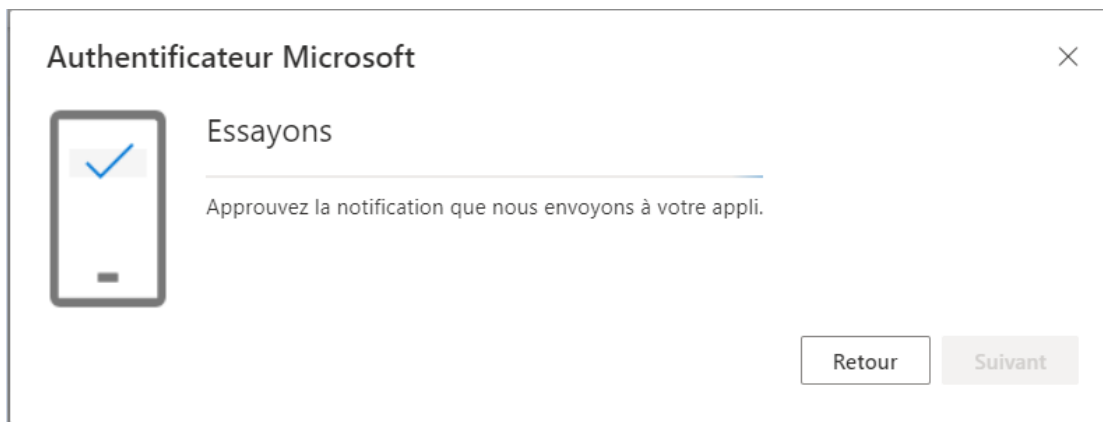 Authentificateur Microsoft
Essayons
Approuvez la notification que nous envoyons à votre appli.
Retour
Suivant